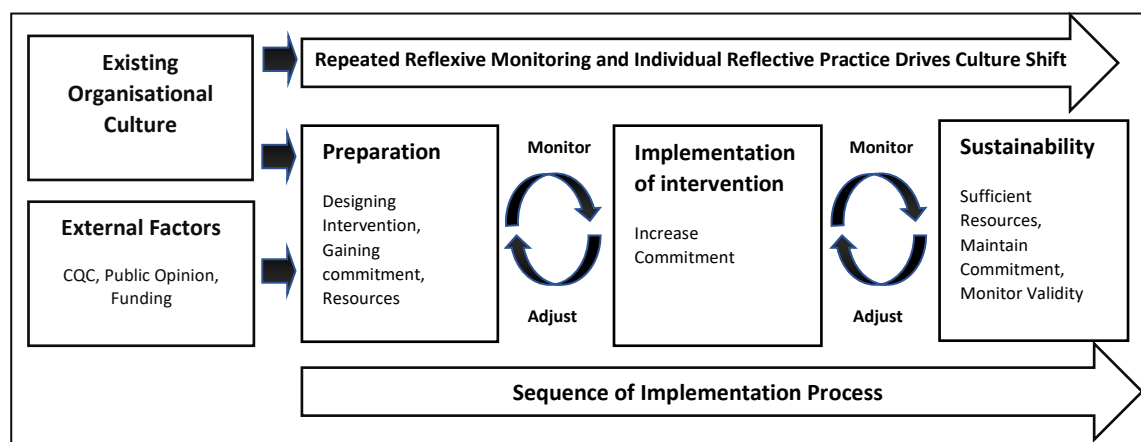 Existing
Organisational
Culture
External Factors
CQC, Public Opinion,
Funding
Repeated Reflexive Monitoring and Individual Reflective Practice Drives Culture Shift
Preparation
Designing
Intervention,
Gaining
commitment,
Resources
Monitor
Adjust
Implementation
of intervention
Increase
Commitment
Monitor
Adjust
Sustainability
Sufficient
Resources,
Maintain
Commitment,
Monitor Validity
Sequence of Implementation Process